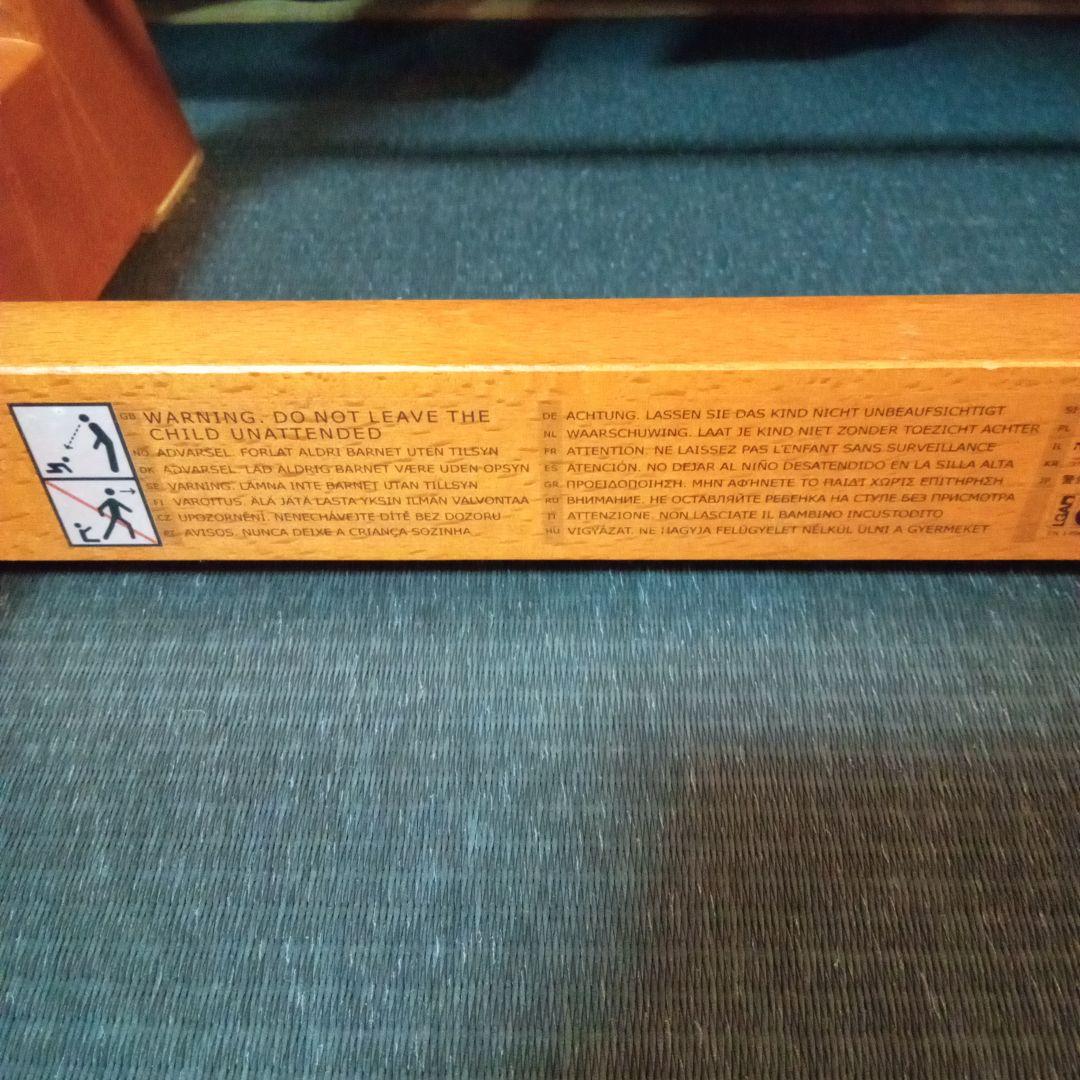 GB WARNING. DO NOT LEAVE THE
CHILD UNATTENDED
NO ADVARSEL. FORLAT ALDRI BARNET UTEN TILSYN
DK ADVARSEL. LAD ALDRIG BARNET VÆRE UDEN OPSYN
SE VARNING. LÄMNA INTE BARNET UTAN TILLSYN
FI VAROITUS. ÄLÄ JÄTÄ LASTA YKSIN ILMAN VALVONTAA
CZ UPOZORNĚNÍ. NENECHÁVEJTE DÍTĚ BEZ DOZORU
PT AVISOS. NUNCA DEIXE A CRIANÇA SOZINHA
DE ACHTUNG. LASSEN SIE DAS KIND NICHT UNBEAUFSICHTIGT
NL WAARSCHUWING. LAAT JE KIND NIET ZONDER TOEZICHT ACHTER
FR ATTENTION. NE LAISSEZ PAS L'ENFANT SANS SURVEILLANCE
ES ATENCIÓN. NO DEJAR AL NIÑO DESATENDIDO EN LA SILLA ALTA
GR ΠΡΟΕΙΔΟΠΟΙΗΣΗ. ΜΗΝ ΑΦΗΝΕΤΕ ΤΟ ΠΑΙΔΙ ΧΩΡΙΣ ΕΠΙΤΗΡΗΣΗ
RU ВНИМАНИЕ. НЕ ОСТАВЛЯЙТЕ РЕБЕНКА НА СТУЛЕ БЕЗ ПРИСМОТРА
IT ATTENZIONE. NON LASCIATE IL BAMBINO INCUSTODITO
HU VIGYÁZAT. NE HAGYJA FELÜGYELET NÉLKÜL ÜLNI A GYERMEKET
PL
IL
KR
JP